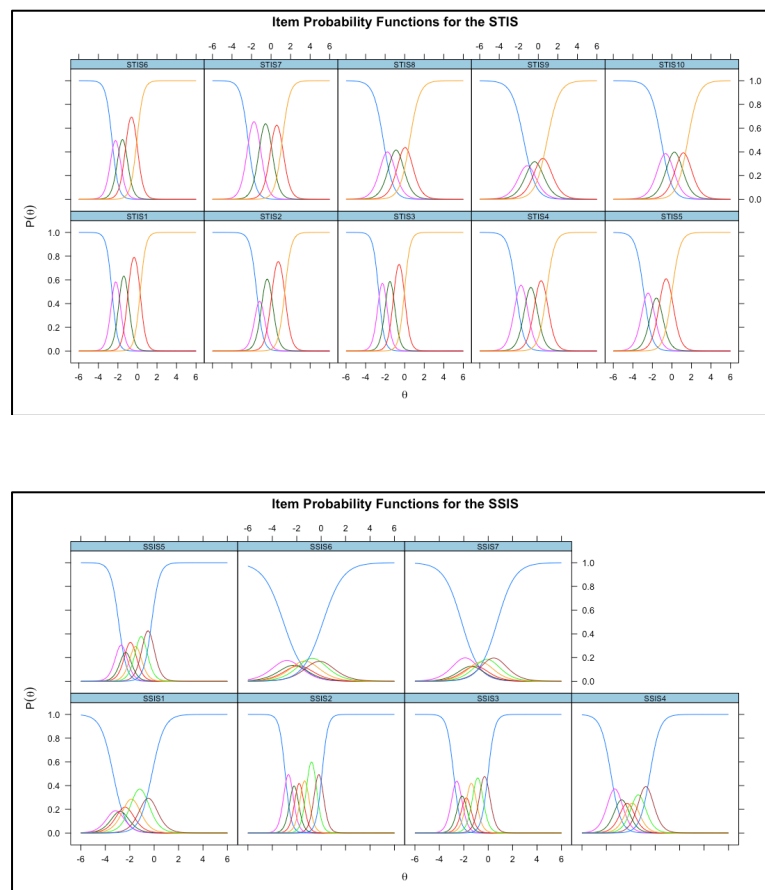 Item Probability Functions for the STIS
-6 -4 -2 0 2 4 6 -6 -4 -2 0 2 4 6
STIS6 STIS7 STIS8 STIS9 STIS10
1.0
0.8
0.6
0.4
0.2
0.0
STIS1 STIS2 STIS3 STIS4 STIS5
1.0
0.8
0.6
0.4
0.2
0.0
P(θ)
-6 -4 -2 0 2 4 6 -6 -4 -2 0 2 4 6 -6 -4 -2 0 2 4 6
θ
Item Probability Functions for the SSIS
-6 -4 -2 0 2 4 6
SSIS5 SSIS6 SSIS7
1.0
0.8
0.6
0.4
0.2
0.0
SSIS1 SSIS2 SSIS3 SSIS4
1.0
0.8
0.6
0.4
0.2
0.0
P(θ)
-6 -4 -2 0 2 4 6 -6 -4 -2 0 2 4 6
θ